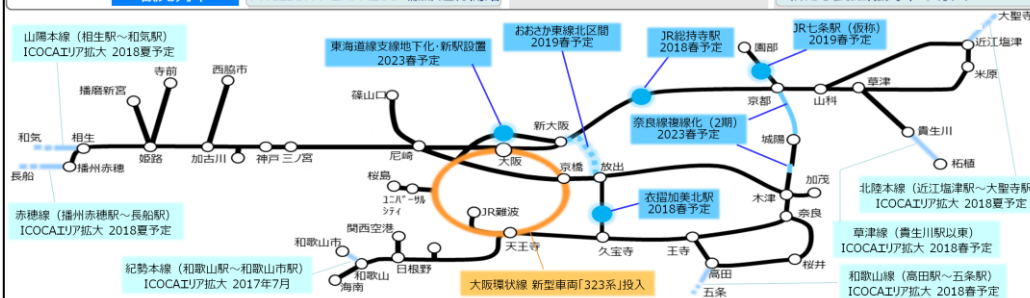 山陽本線（相生駅～和気駅）
ICOCAエリア拡大 2018夏予定
東海道線支線地下化・新駅設置
2023春予定
おおさか東線北区間
2019春予定
JR総持寺駅
2018春予定
JR七条駅（仮称）
2019春予定
大聖寺
園部
近江塩津
米原
寺前
西脇市
播磨新宮
篠山口
新大阪
京都
山科
草津
奈良線複線化（2期）
2023春予定
城陽
貴生川
柘植
和気
相生
姫路
加古川
神戸
三ノ宮
尼崎
大阪
京橋
放出
長船
播州赤穂
桜島
ユニバーサル
シティ
衣摺加美北駅
2018春予定
木津
加茂
北陸本線（近江塩津駅～大聖寺駅）
ICOCAエリア拡大 2018夏予定
赤穂線（播州赤穂駅～長船駅）
ICOCAエリア拡大 2018夏予定
JR難波
奈良
関西空港
和歌山市
天王寺
久宝寺
王寺
草津線（貴生川駅以東）
ICOCAエリア拡大 2018春予定
紀勢本線（和歌山駅～和歌山市駅）
ICOCAエリア拡大 2017年7月
和歌山
日根野
海南
高田
桜井
五条
大阪環状線 新型車両「323系」投入
和歌山線（高田駅～五条駅）
ICOCAエリア拡大 2018春予定